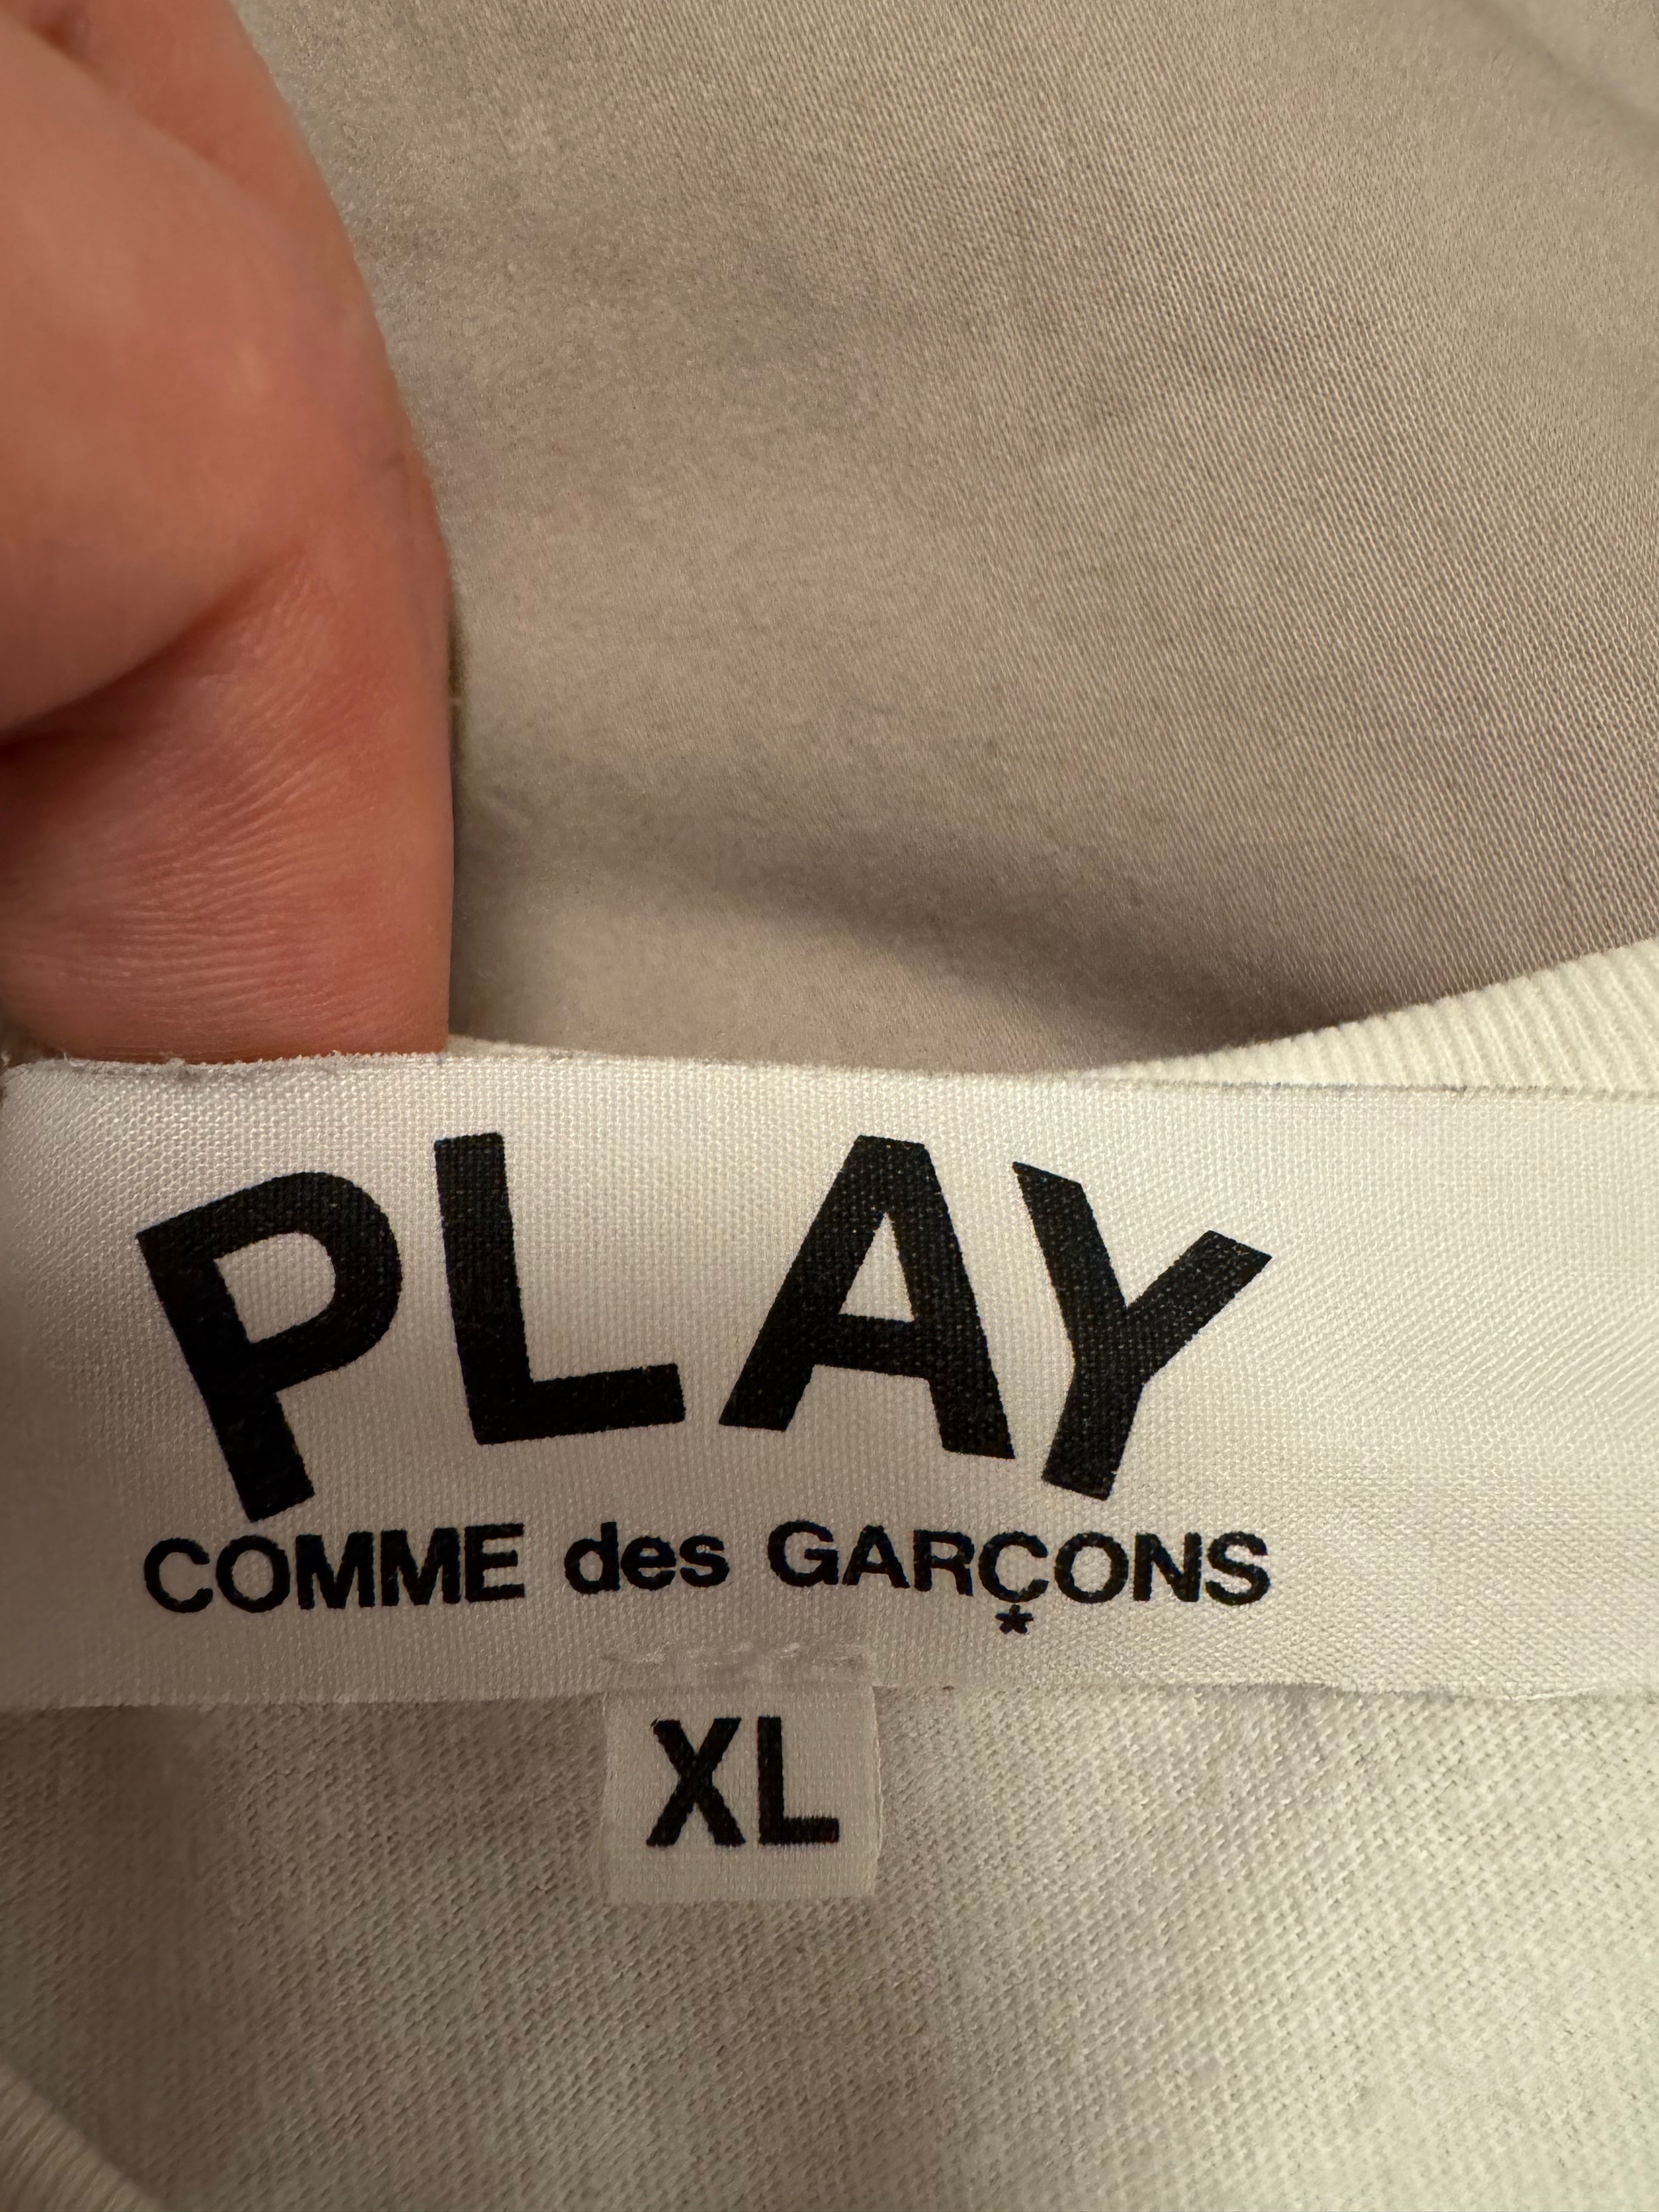 PLAY
COMME des GARÇONS
*
XL